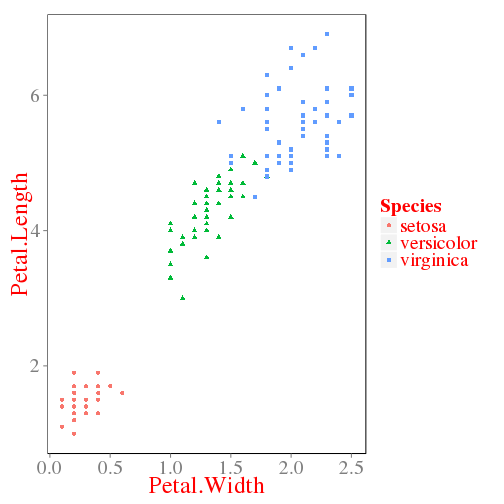 Petal.Length
6
4
2
0.0 0.5 1.0 1.5 2.0 2.5
Petal.Width
Species
setosa
versicolor
virginica